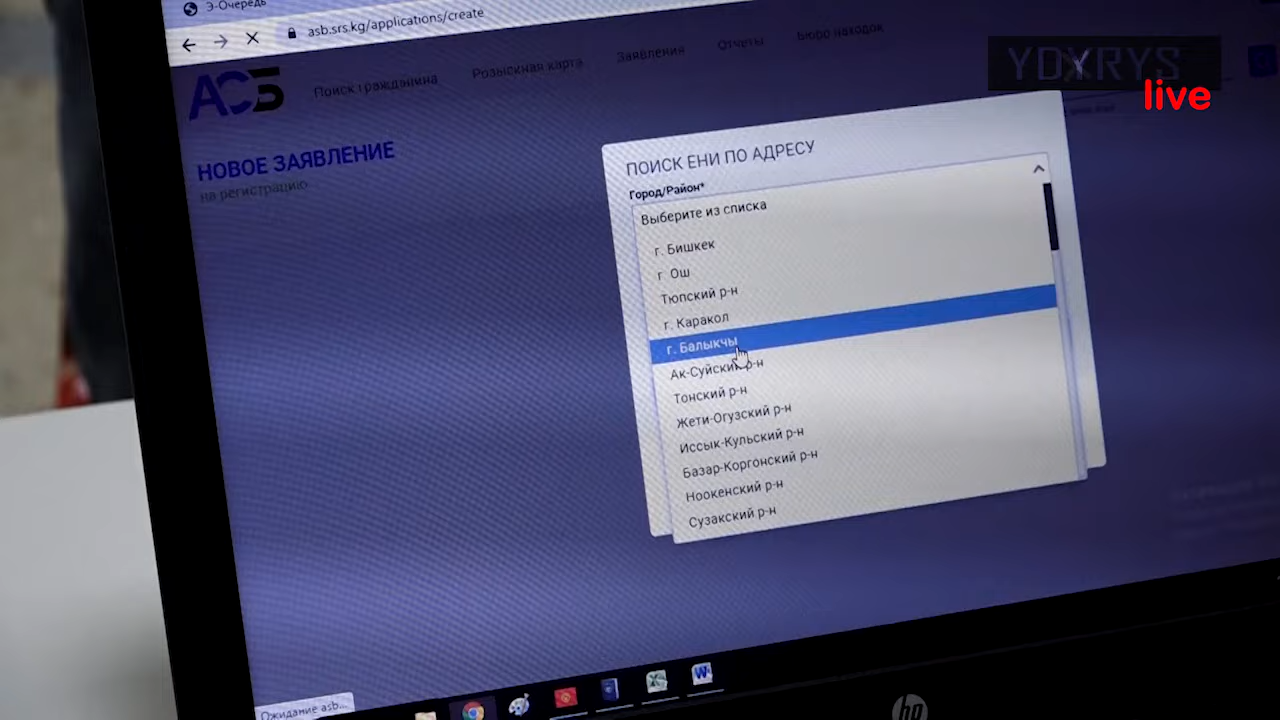 Э-Очередь
asb.srs.kg/applications/create
АСБ
Поиск гражданина
Розыскная карта
Заявления
Отчеты
Бюро находок
YDXRYS
live
НОВОЕ ЗАЯВЛЕНИЕ
на регистрацию
ПОИСК ЕНИ ПО АДРЕСУ
Город/Район*
Выберите из списка
г. Бишкек
г Ош
Тюпский р-н
г. Каракол
г. Балыкчы
Ак-Суйский р-н
Тонский р-н
Жети-Огузский р-н
Иссык-Кульский р-н
Базар-Коргонский р-н
Ноокенский р-н
Сузакский р-н
Ожидание asb...
hp